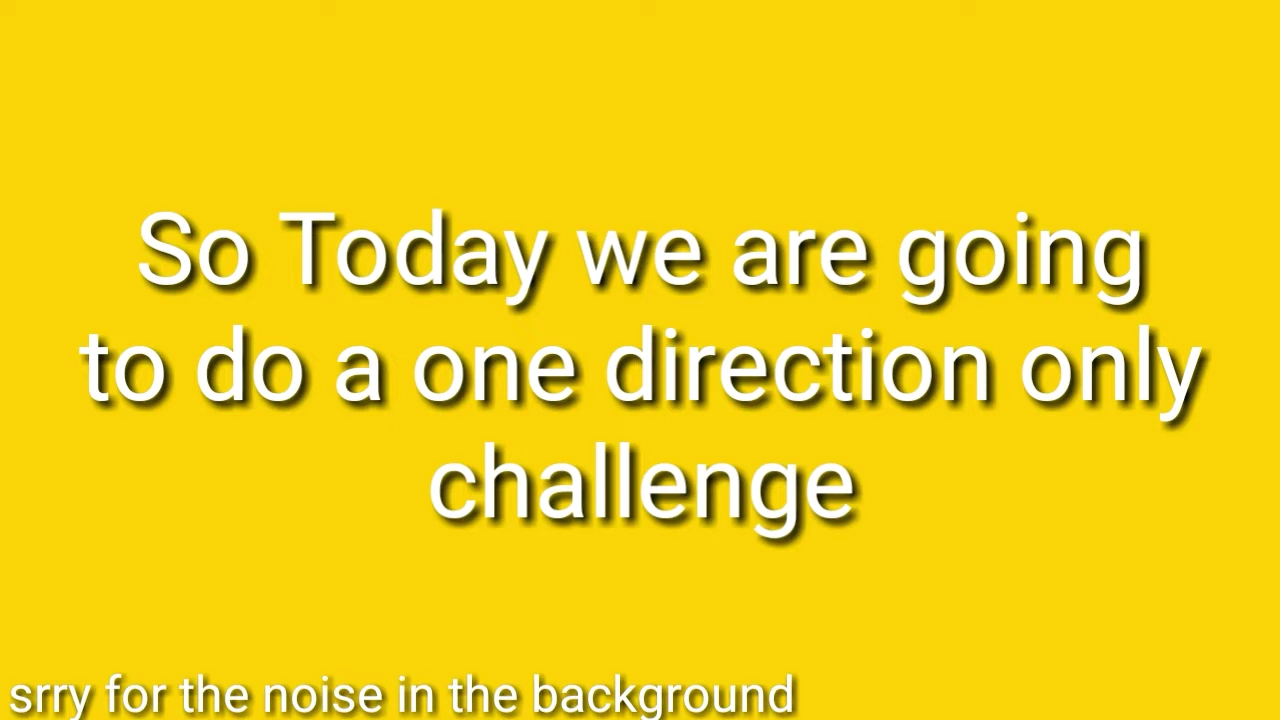 So Today we are going
to do a one direction only
challenge
srry for the noise in the background